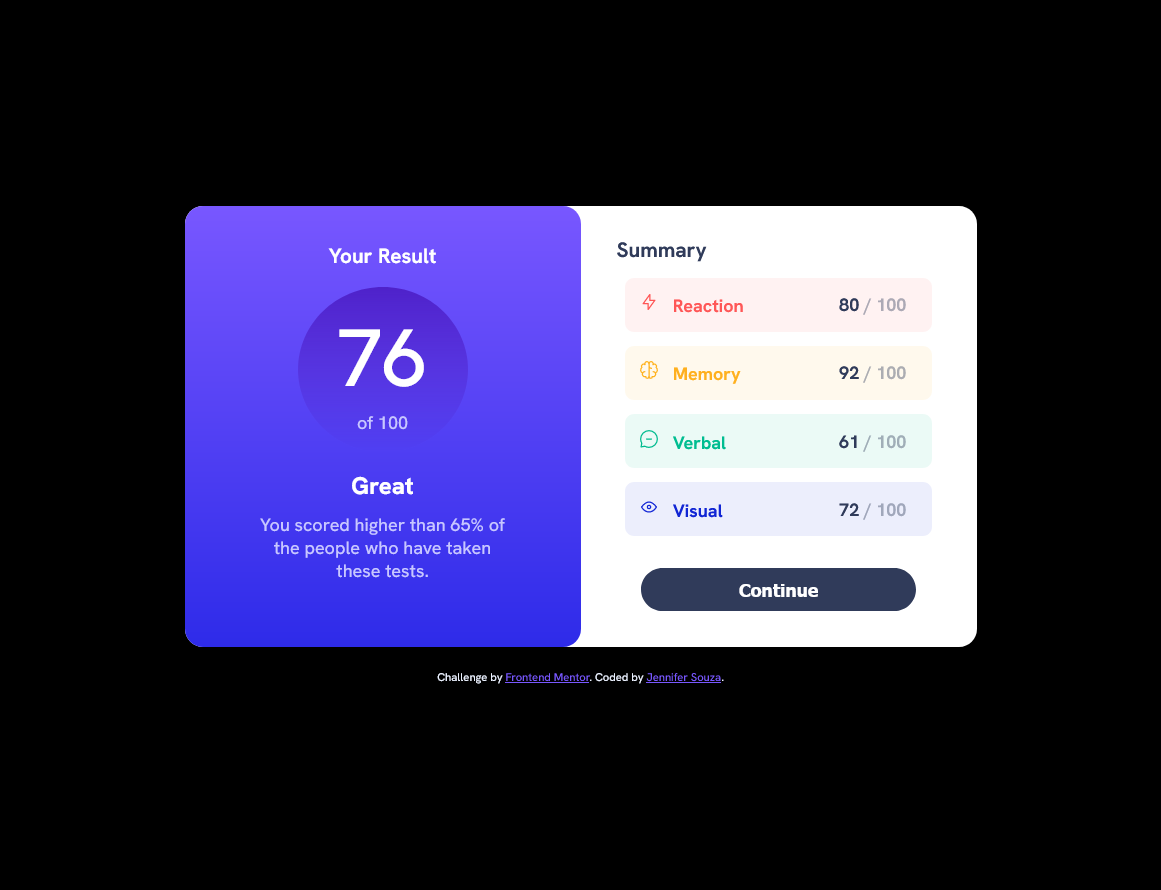 Your Result
76
of 100
Great
You scored higher than 65% of
the people who have taken
these tests.
Summary
Reaction 80 / 100
Memory 92 / 100
Verbal 61 / 100
Visual 72 / 100
Continue
Challenge by Frontend Mentor. Coded by Jennifer Souza.